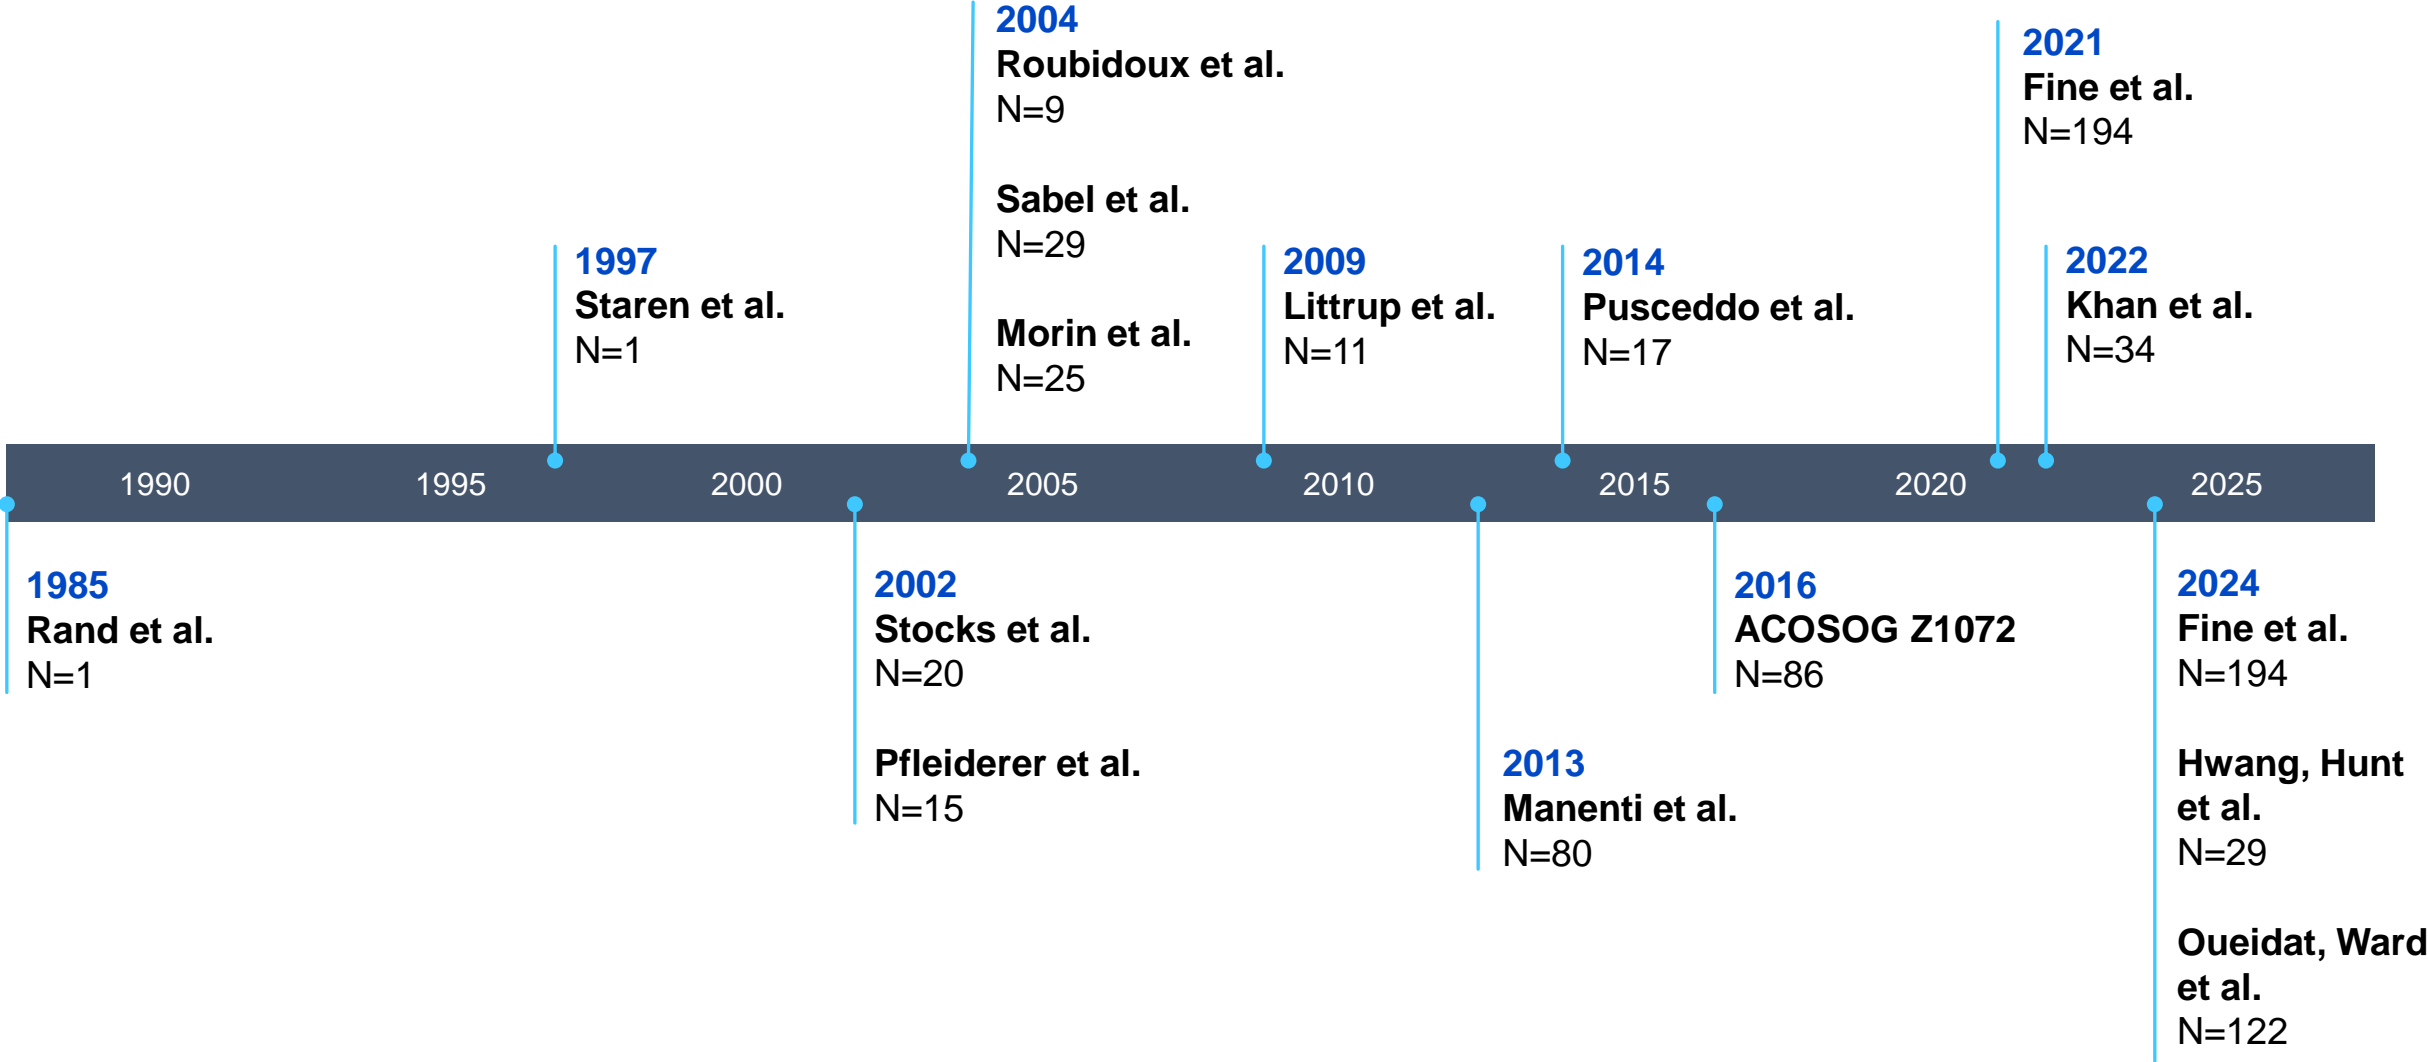 2004
Roubidoux et al.
N=9
Sabel et al.
N=29
Morin et al.
N=25
2021
Fine et al.
N=194
1997
Staren et al.
N=1
2009
Littrup et al.
N=11
2014
Pusceddo et al.
N=17
2022
Khan et al.
N=34
1990 1995 2000 2005 2010 2015 2020 2025
1985
Rand et al.
N=1
2002
Stocks et al.
N=20
Pfleiderer et al.
N=15
2013
Manenti et al.
N=80
2016
ACOSOG Z1072
N=86
2024
Fine et al.
N=194
Hwang, Hunt
et al.
N=29
Oueidat, Ward
et al.
N=122